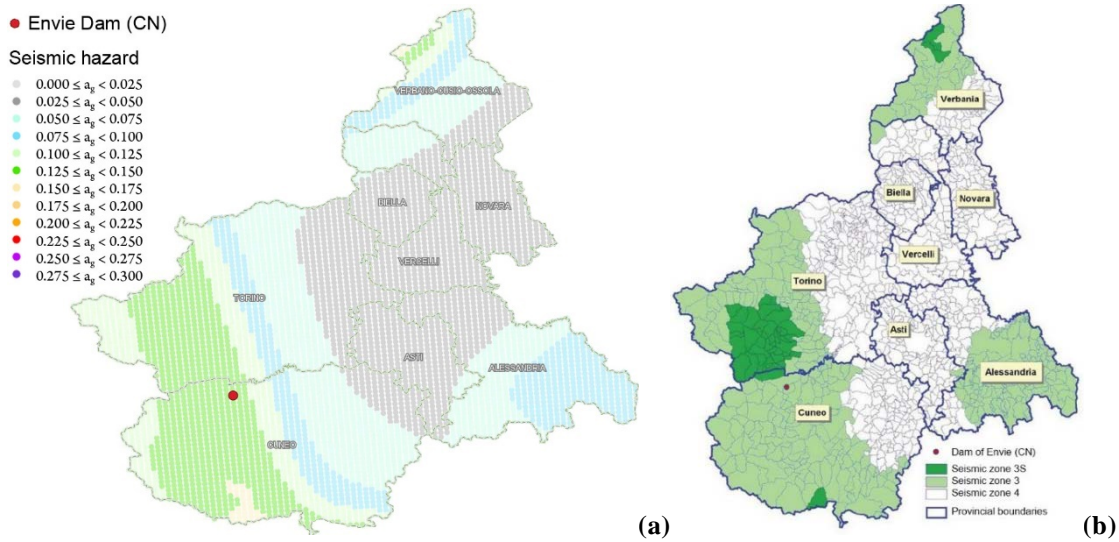 Envie Dam (CN)
Seismic hazard
0.000 ≤ a_g < 0.025
0.025 ≤ a_g < 0.050
0.050 ≤ a_g < 0.075
0.075 ≤ a_g < 0.100
0.100 ≤ a_g < 0.125
0.125 ≤ a_g < 0.150
0.150 ≤ a_g < 0.175
0.175 ≤ a_g < 0.200
0.200 ≤ a_g < 0.225
0.225 ≤ a_g < 0.250
0.250 ≤ a_g < 0.275
0.275 ≤ a_g < 0.300
VERBANO-CUSIO-OSSOLA
BIELLA
NOVARA
VERCELLI
TORINO
ASTI
ALESSANDRIA
CUNEO
(a)
Verbania
Biella
Novara
Vercelli
Torino
Asti
Alessandria
Cuneo
Dam of Envie (CN)
Seismic zone 3S
Seismic zone 3
Seismic zone 4
Provincial boundaries
(b)